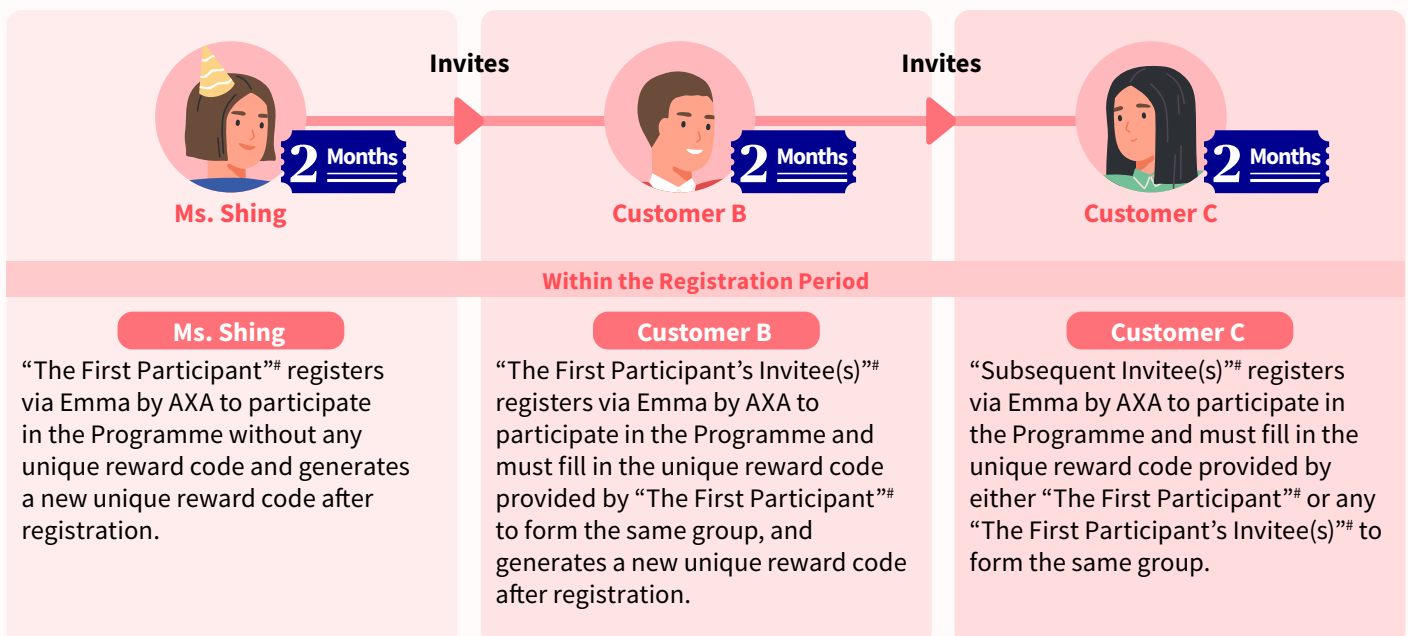 Invites
Invites
2 Months
2 Months
2 Months
Ms. Shing
Customer B
Customer C
Within the Registration Period
Ms. Shing
“The First Participant”# registers
via Emma by AXA to participate
in the Programme without any
unique reward code and generates
a new unique reward code after
registration.
Customer B
“The First Participant’s Invitee(s)”#
registers via Emma by AXA to
participate in the Programme and
must fill in the unique reward code
provided by “The First Participant”#
to form the same group, and
generates a new unique reward code
after registration.
Customer C
“Subsequent Invitee(s)”# registers
via Emma by AXA to participate in
the Programme and must fill in the
unique reward code provided by
either “The First Participant”# or any
“The First Participant’s Invitee(s)”# to
form the same group.